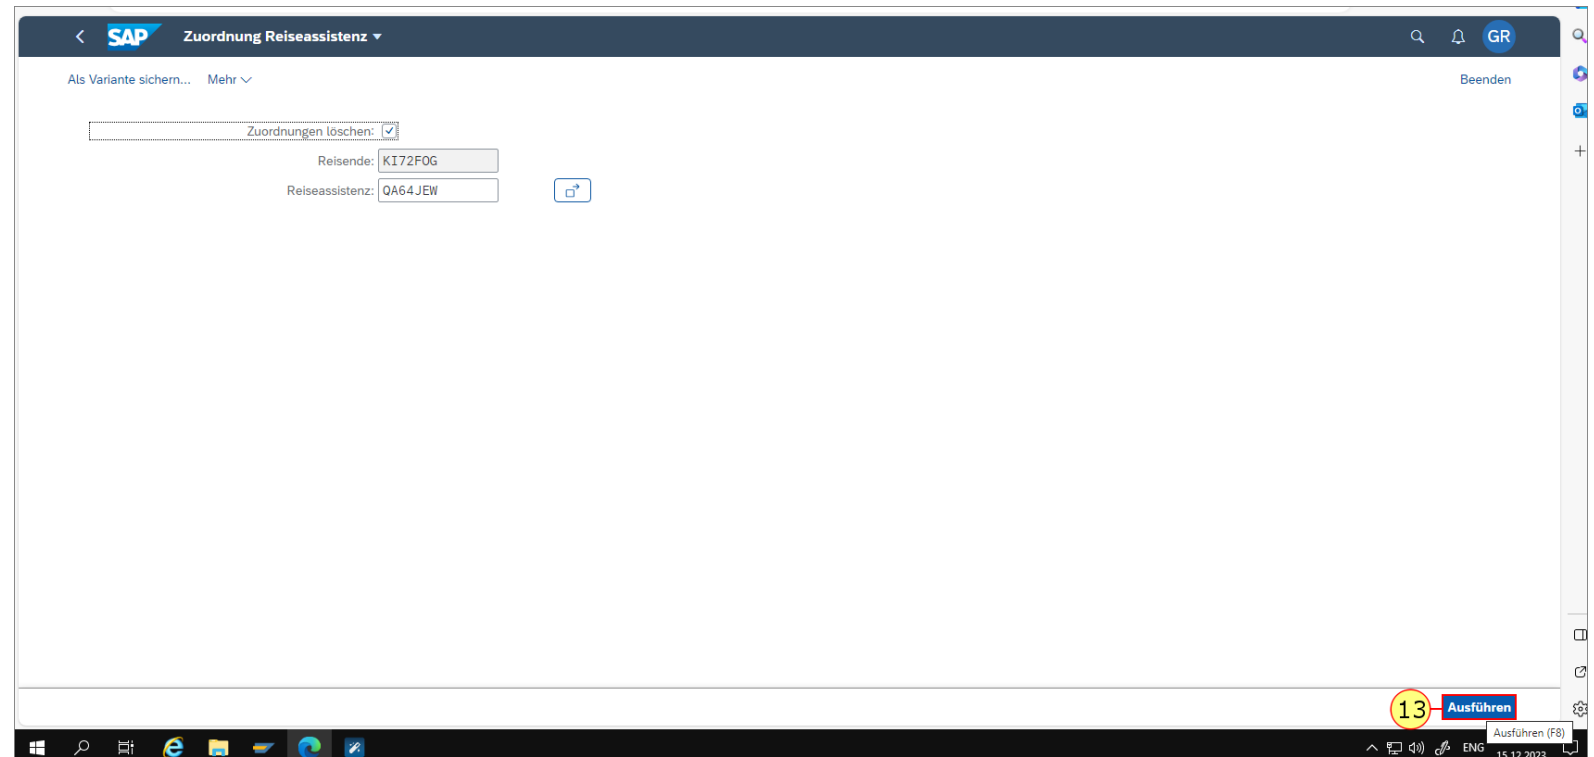 SAP Zuordnung Reiseassistenz GR
Als Variante sichern... Mehr Beenden
Zuordnungen löschen:
Reisende: KI72FOG
Reiseassistenz: QA64JEW
13 Ausführen
Ausführen (F8)
ENG
15.12.2023